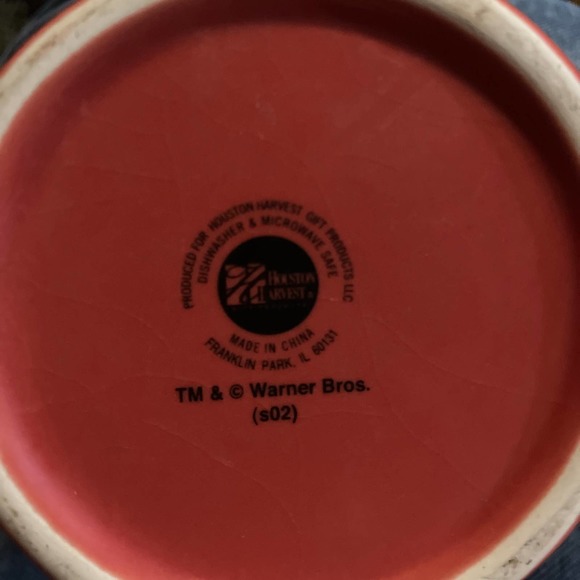 PRODUCED FOR HOUSTON HARVEST GIFT PRODUCTS LLC
DISHWASHER & MICROWAVE SAFE
HOUSTON
HARVEST
MADE IN CHINA
FRANKLIN PARK, IL 60131
TM & © Warner Bros.
(s02)